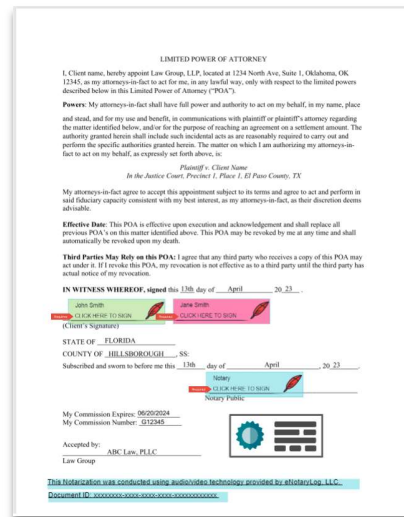 LIMITED POWER OF ATTORNEY
I, Client name, hereby appoint Law Group, LLP, located at 1234 North Ave, Suite 1, Oklahoma, OK
12345, as my attorney-in-fact to act for me, in any lawful way, only with respect to the limited powers
described below in this Limited Power of Attorney ("POA").
Powers: My attorneys-in-fact shall have full power and authority to act on my behalf, in my name, place
and stead, and for my use and benefit, in communications with plaintiff or plaintiff's attorney regarding
the matter identified below, and/or for the purpose of reaching an agreement on a settlement amount. The
authority granted herein shall include such incidental acts as are reasonably required to carry out and
perform the specific authorities granted herein. The matter on which I am authorizing my attorneys-in-
fact to act on my behalf, as expressly set forth above, is:
Plaintiff v. Client Name
In the Justice Court, Precinct 1, Place 1, El Paso County, TX
My attorneys-in-fact agree to accept this appointment subject to its terms and agree to act and perform in
said fiduciary capacity consistent with my best interest, as my attorneys-in-fact, as their discretion deems
advisable.
Effective Date: This POA is effective upon execution and acknowledgement and shall replace all
previous POA's on this matter identified above. This POA may be revoked by me at any time and shall
automatically be revoked upon my death.
Third Parties May Rely on this POA: I agree that any third party who receives a copy of this POA may
act under it. If I revoke this POA, my revocation is not effective as to a third party until the third party has
actual notice of my revocation.
IN WITNESS WHEREOF, signed this 13th day of April 20 23 .
John Smith Jane Smith
CLICK HERE TO SIGN CLICK HERE TO SIGN
(Client's Signature)
STATE OF FLORIDA
COUNTY OF HILLSBOROUGH , SS:
Subscribed and sworn to before me this 13th day of April , 20 23 .
Notary
CLICK HERE TO SIGN
Notary Public
My Commission Expires: 06/20/2024
My Commission Number: G12345
Accepted by:
ABC Law, PLLC
Law Group
This Notarization was conducted using audio/video technology provided by eNotaryLog, LLC.
Document ID: xxxxxxxx-xxxx-xxxx-xxxx-xxxxxxxxxxxx